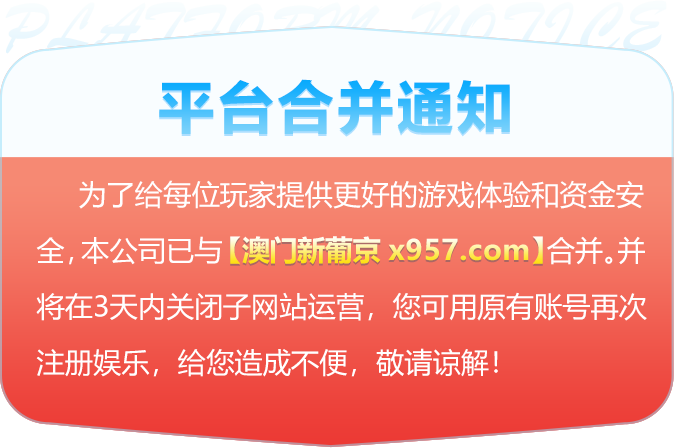 PLATFORM NOTICE
平台合并通知
为了给每位玩家提供更好的游戏体验和资金安
全，本公司已与【澳门新葡京 x957.com】合并。并
将在3天内关闭子网站运营，您可用原有账号再次
注册娱乐，给您造成不便，敬请谅解！